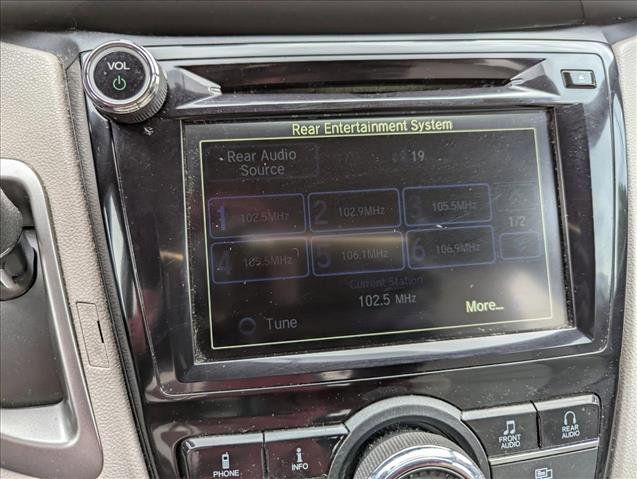 VOL
Rear Entertainment System
Rear Audio
Source
19
1 102.5MHz
2 102.9MHz
3 105.5MHz
1/2
4 105.5MHz
5 106.1MHz
6 106.9MHz
Current Station
102.5 MHz
More...
Tune
PHONE
INFO
FRONT
AUDIO
REAR
AUDIO